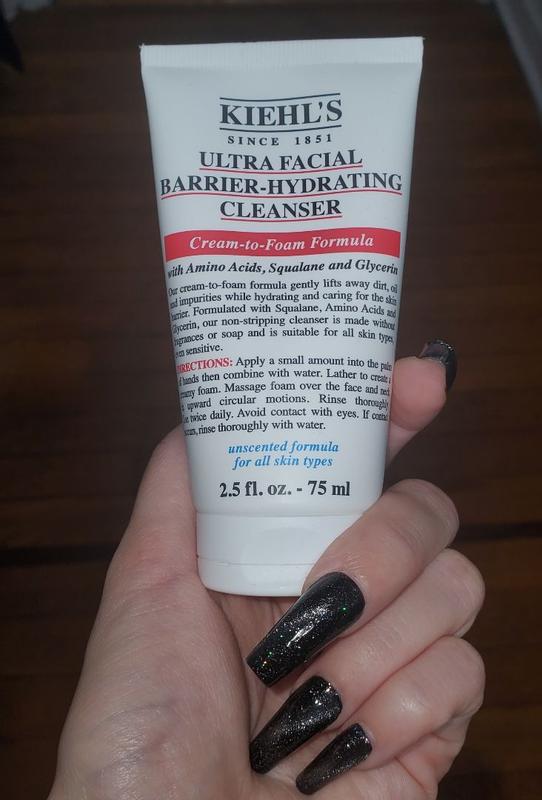 KIEHL'S
SINCE 1851
ULTRA FACIAL
BARRIER-HYDRATING
CLEANSER
Cream-to-Foam Formula
with Amino Acids, Squalane and Glycerin
Our cream-to-foam formula gently lifts away dirt, oil
and impurities while hydrating and caring for the skin
barrier. Formulated with Squalane, Amino Acids and
Glycerin, our non-stripping cleanser is made without
fragrances or soap and is suitable for all skin types,
even sensitive.
DIRECTIONS: Apply a small amount into the palm
of hands then combine with water. Lather to create a
creamy foam. Massage foam over the face and neck
upward circular motions. Rinse thoroughly
twice daily. Avoid contact with eyes. If contact
occurs, rinse thoroughly with water.
unscented formula
for all skin types
2.5 fl. oz. - 75 ml